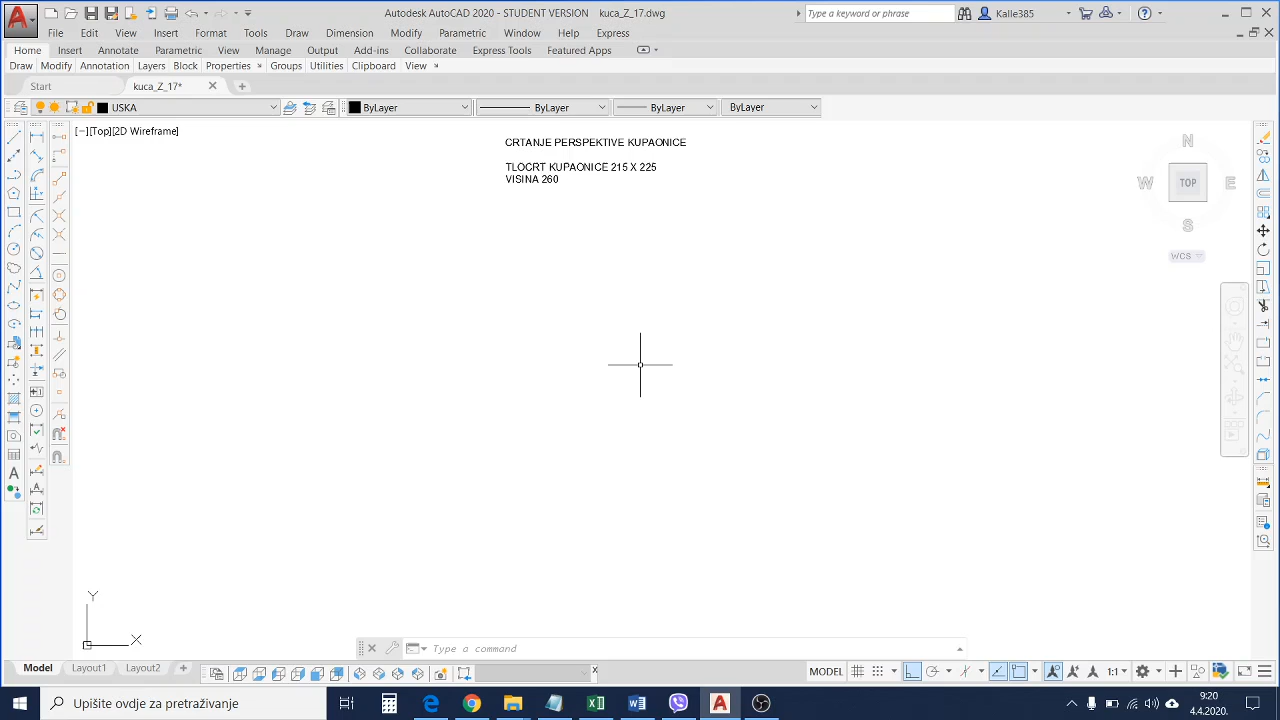 Autodesk AutoCAD 2020 - STUDENT VERSION kuca_Z_17.dwg
Type a keyword or phrase
Kalle385
File Edit View Insert Format Tools Draw Dimension Modify Parametric Window Help Express
Home Insert Annotate Parametric View Manage Output Add-ins Collaborate Express Tools Featured Apps
Draw Modify Annotation Layers Block Properties Groups Utilities Clipboard View
Start kuca_Z_17*
USKA ByLayer ByLayer ByLayer ByLayer
[−][Top][2D Wireframe]
CRTANJE PERSPEKTIVE KUPAONICE
TLOCRT KUPAONICE 215 X 225
VISINA 260
N
W TOP E
S
WCS
Y
X
Type a command
Model Layout1 Layout2
MODEL 1:1
Upišite ovdje za pretraživanje
9:20
4.4.2020.